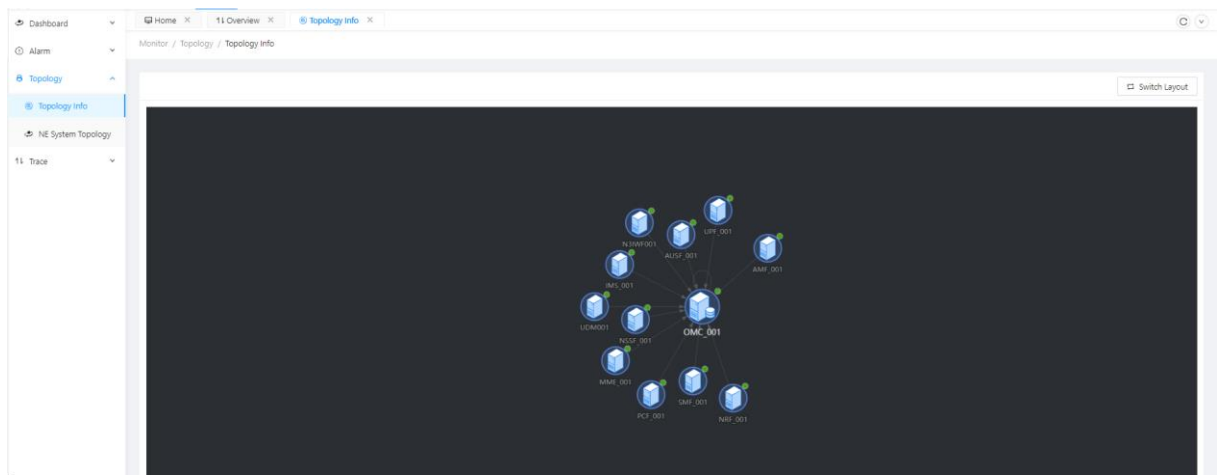 Dashboard
Home × ↑↓ Overview × Topology Info ×
Alarm
Monitor / Topology / Topology Info
Topology
Switch Layout
Topology Info
NE System Topology
Trace
N3IWF001
AUSF_001
UPF_001
AMF_001
IMS_001
UDM001
NSSF_001
OMC_001
MME_001
PCF_001
SMF_001
NRF_001